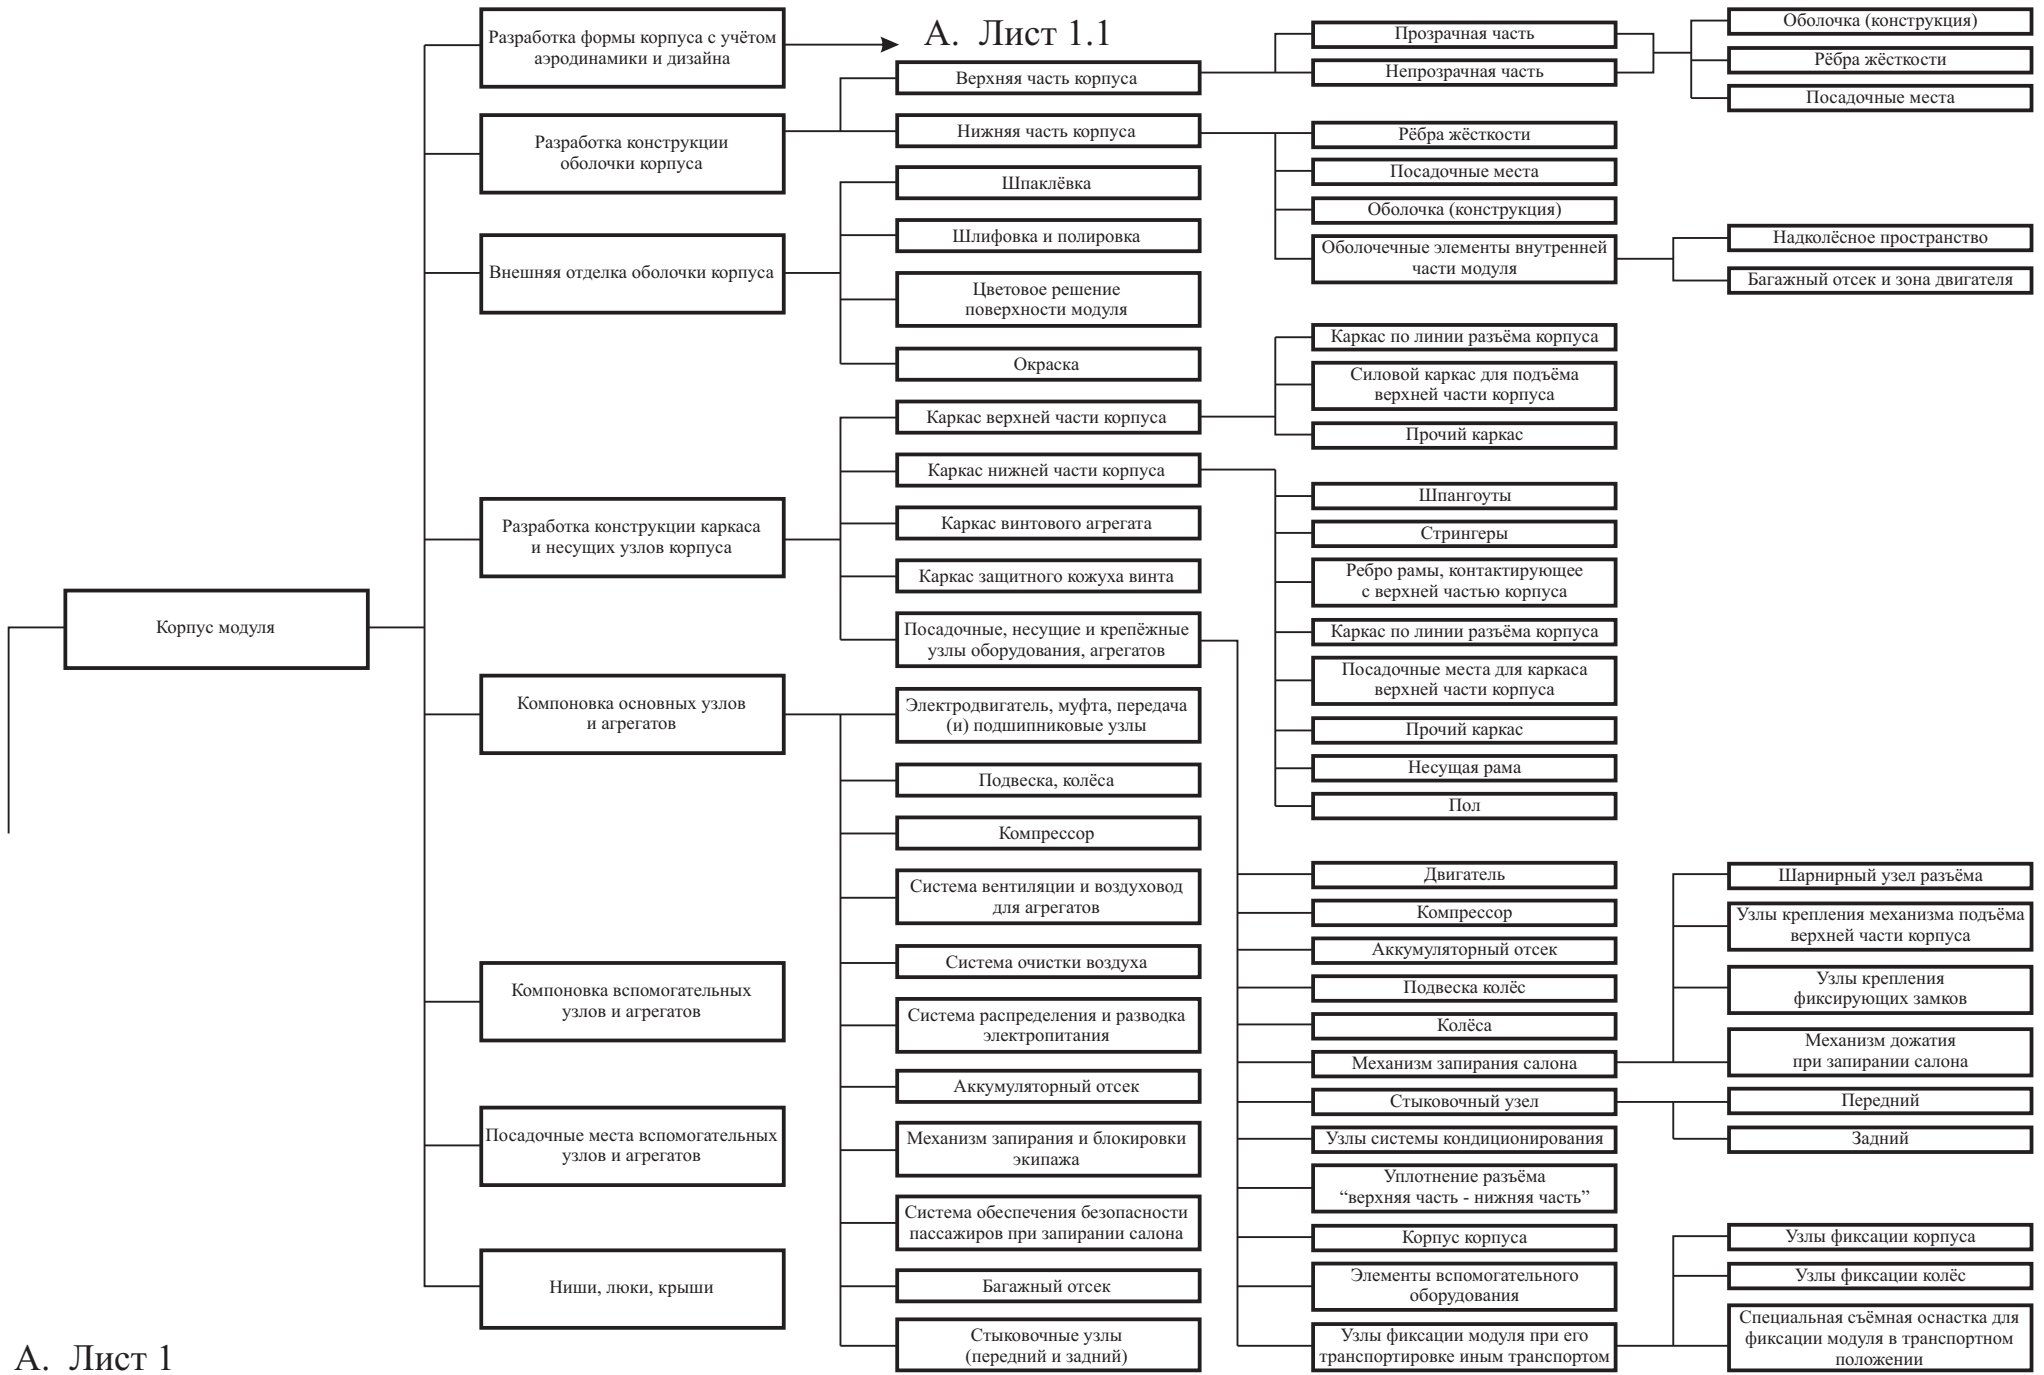 А. Лист 1.1
Корпус модуля
Разработка формы корпуса с учётом
аэродинамики и дизайна
Разработка конструкции
оболочки корпуса
Внешняя отделка оболочки корпуса
Разработка конструкции каркаса
и несущих узлов корпуса
Компоновка основных узлов
и агрегатов
Компоновка вспомогательных
узлов и агрегатов
Посадочные места вспомогательных
узлов и агрегатов
Ниши, люки, крыши
Верхняя часть корпуса
Нижняя часть корпуса
Шпаклёвка
Шлифовка и полировка
Цветовое решение
поверхности модуля
Окраска
Каркас верхней части корпуса
Каркас нижней части корпуса
Каркас винтового агрегата
Каркас защитного кожуха винта
Посадочные, несущие и крепёжные
узлы оборудования, агрегатов
Электродвигатель, муфта, передача
(и) подшипниковые узлы
Подвеска, колёса
Компрессор
Система вентиляции и воздуховод
для агрегатов
Система очистки воздуха
Система распределения и разводка
электропитания
Аккумуляторный отсек
Механизм запирания и блокировки
экипажа
Система обеспечения безопасности
пассажиров при запирании салона
Багажный отсек
Стыковочные узлы
(передний и задний)
Прозрачная часть
Непрозрачная часть
Рёбра жёсткости
Посадочные места
Оболочка (конструкция)
Оболочечные элементы внутренней
части модуля
Каркас по линии разъёма корпуса
Силовой каркас для подъёма
верхней части корпуса
Прочий каркас
Шпангоуты
Стрингеры
Ребро рамы, контактирующее
с верхней частью корпуса
Каркас по линии разъёма корпуса
Посадочные места для каркаса
верхней части корпуса
Прочий каркас
Несущая рама
Пол
Двигатель
Компрессор
Аккумуляторный отсек
Подвеска колёс
Колёса
Механизм запирания салона
Стыковочный узел
Узлы системы кондиционирования
Уплотнение разъёма
“верхняя часть - нижняя часть”
Корпус корпуса
Элементы вспомогательного
оборудования
Узлы фиксации модуля при его
транспортировке иным транспортом
Оболочка (конструкция)
Рёбра жёсткости
Посадочные места
Надколёсное пространство
Багажный отсек и зона двигателя
Шарнирный узел разъёма
Узлы крепления механизма подъёма
верхней части корпуса
Узлы крепления
фиксирующих замков
Механизм дожатия
при запирании салона
Передний
Задний
Узлы фиксации корпуса
Узлы фиксации колёс
Специальная съёмная оснастка для
фиксации модуля в транспортном
положении
А. Лист 1